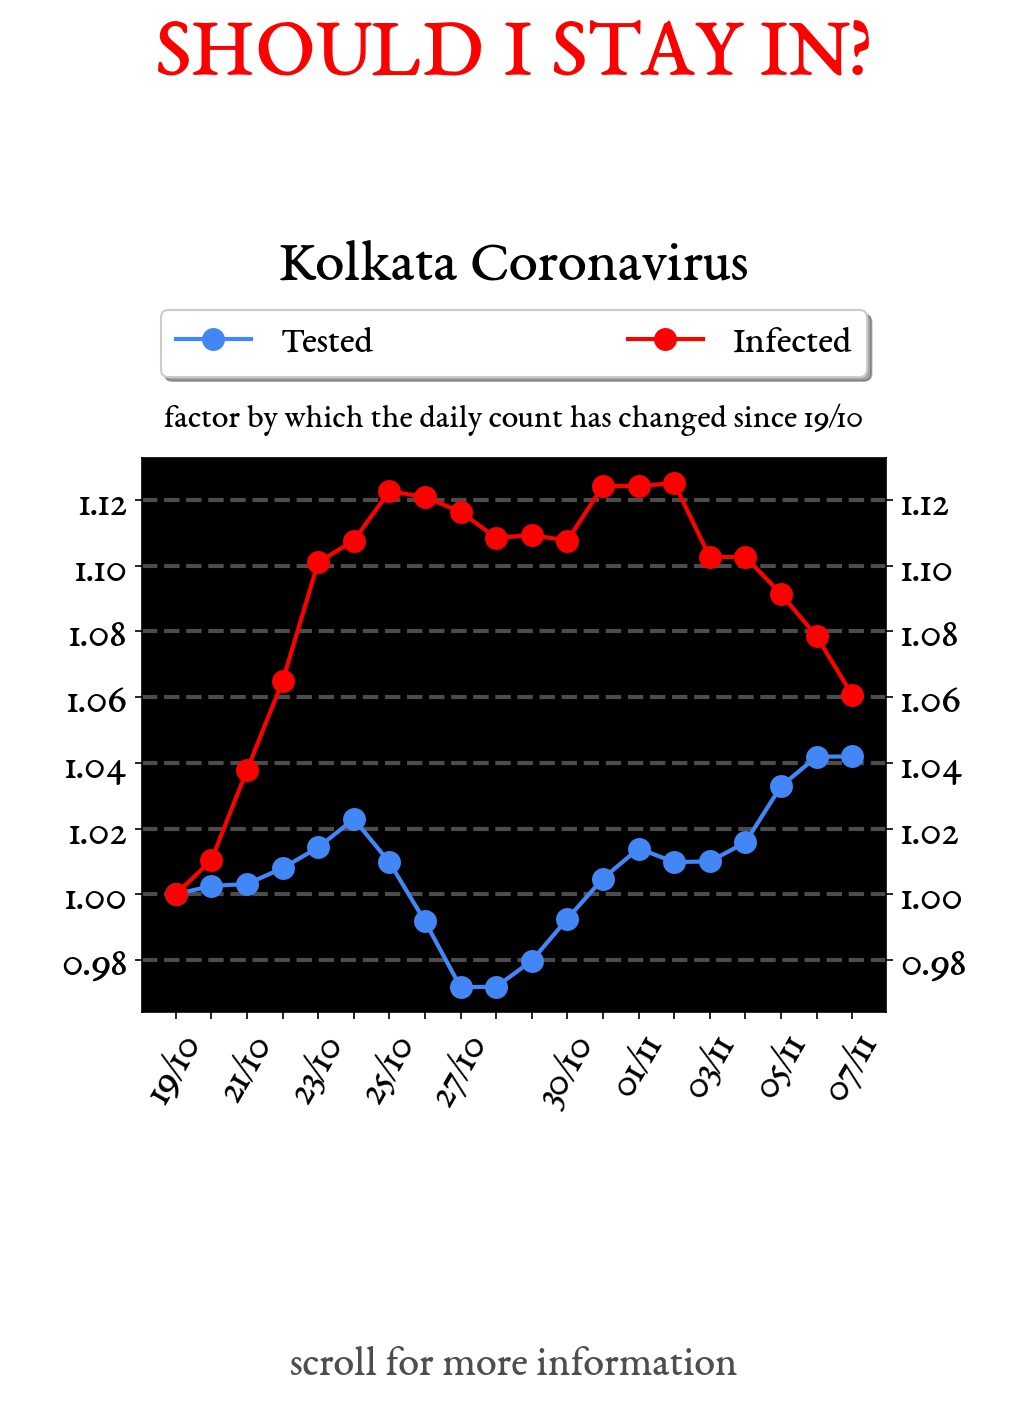 SHOULD I STAY IN?
Kolkata Coronavirus
Tested Infected
factor by which the daily count has changed since 19/10
1.12 1.12
1.10 1.10
1.08 1.08
1.06 1.06
1.04 1.04
1.02 1.02
1.00 1.00
0.98 0.98
19/10 21/10 23/10 25/10 27/10 30/10 01/11 03/11 05/11 07/11
scroll for more information